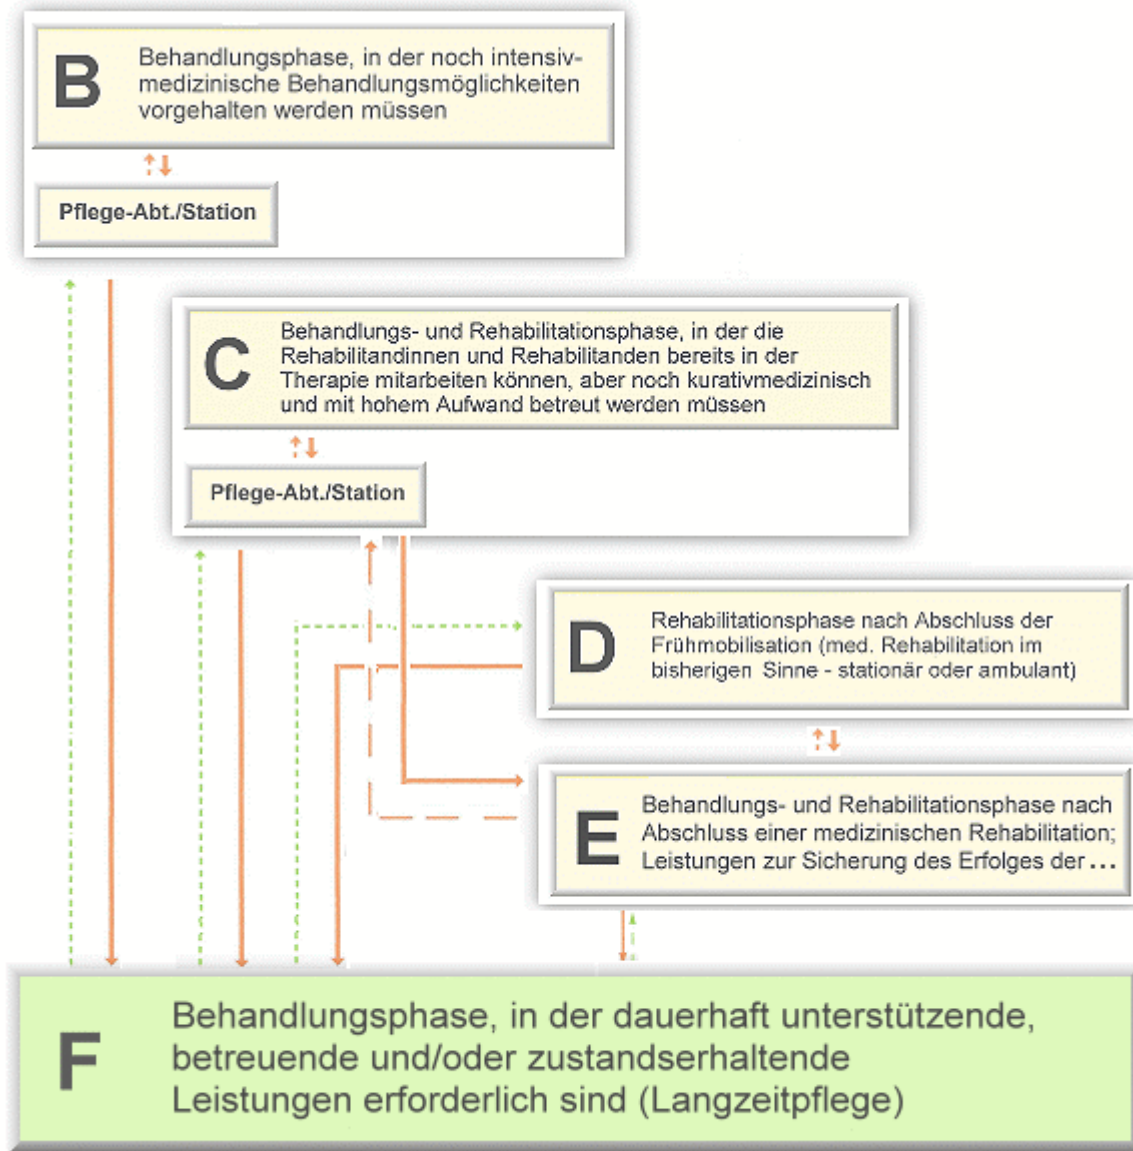 B
Behandlungsphase, in der noch intensiv-
medizinische Behandlungsmöglichkeiten
vorgehalten werden müssen
Pflege-Abt./Station
C
Behandlungs- und Rehabilitationsphase, in der die
Rehabilitandinnen und Rehabilitanden bereits in der
Therapie mitarbeiten können, aber noch kurativmedizinisch
und mit hohem Aufwand betreut werden müssen
Pflege-Abt./Station
D
Rehabilitationsphase nach Abschluss der
Frühmobilisation (med. Rehabilitation im
bisherigen Sinne - stationär oder ambulant)
E
Behandlungs- und Rehabilitationsphase nach
Abschluss einer medizinischen Rehabilitation;
Leistungen zur Sicherung des Erfolges der ...
F
Behandlungsphase, in der dauerhaft unterstützende,
betreuende und/oder zustandserhaltende
Leistungen erforderlich sind (Langzeitpflege)